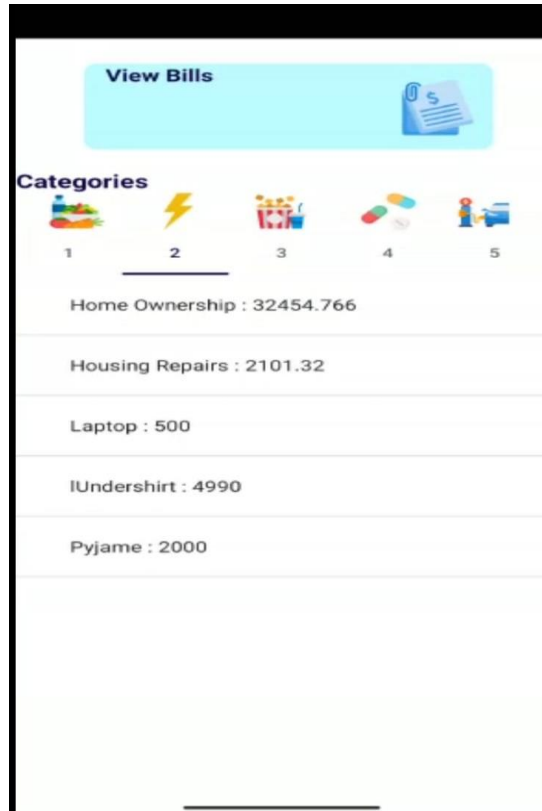 View Bills
$
Categories
1 2 3 4 5
Home Ownership : 32454.766
Housing Repairs : 2101.32
Laptop : 500
lUndershirt : 4990
Pyjame : 2000